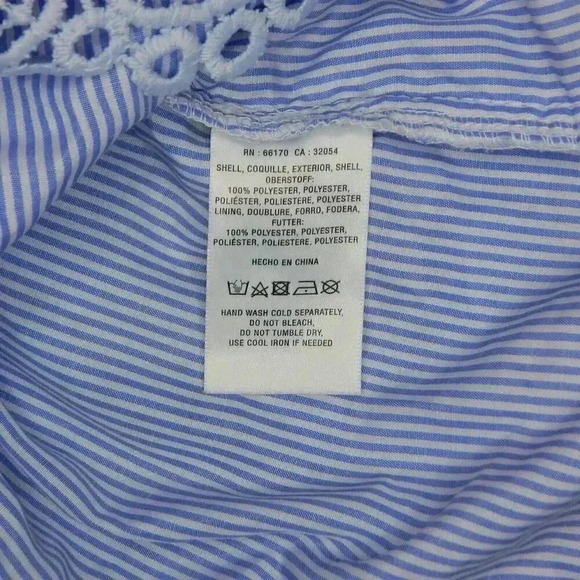 RN : 66170 CA : 32054
SHELL, COQUILLE, EXTERIOR, SHELL,
OBERSTOFF:
100% POLYESTER, POLYESTER,
POLIÉSTER, POLIESTERE, POLYESTER
LINING, DOUBLURE, FORRO, FODERA,
FUTTER:
100% POLYESTER, POLYESTER,
POLIÉSTER, POLIESTERE, POLYESTER
HECHO EN CHINA
HAND WASH COLD SEPARATELY,
DO NOT BLEACH,
DO NOT TUMBLE DRY,
USE COOL IRON IF NEEDED